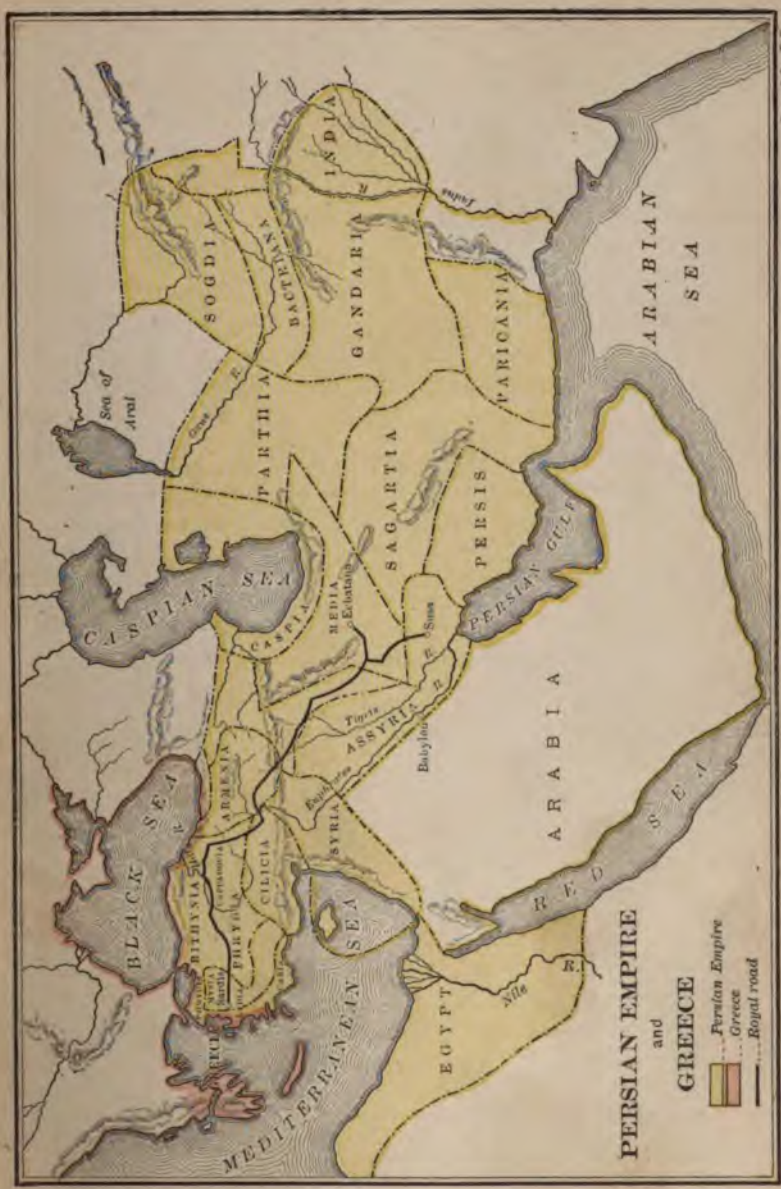 BLACK SEA
CASPIAN SEA
Sea of
Aral
Oxus R.
SOGDIA
BACTRIANA
INDIA
Indus R.
GANDARIA
PARTHIA
PARICANIA
SAGARTIA
PERSIS
MEDIA
Ecbatana
CASPIA
ARMENIA
BITHYNIA
CAPPADOCIA
PHRYGIA
CILICIA
Sardis
SYRIA
ASSYRIA
Tigris R.
Euphrates R.
Susa
Babylon
MEDITERRANEAN SEA
PERSIAN GULF
ARABIAN
SEA
ARABIA
RED SEA
EGYPT
Nile R.
PERSIAN EMPIRE
and
GREECE
Persian Empire
Greece
Royal road